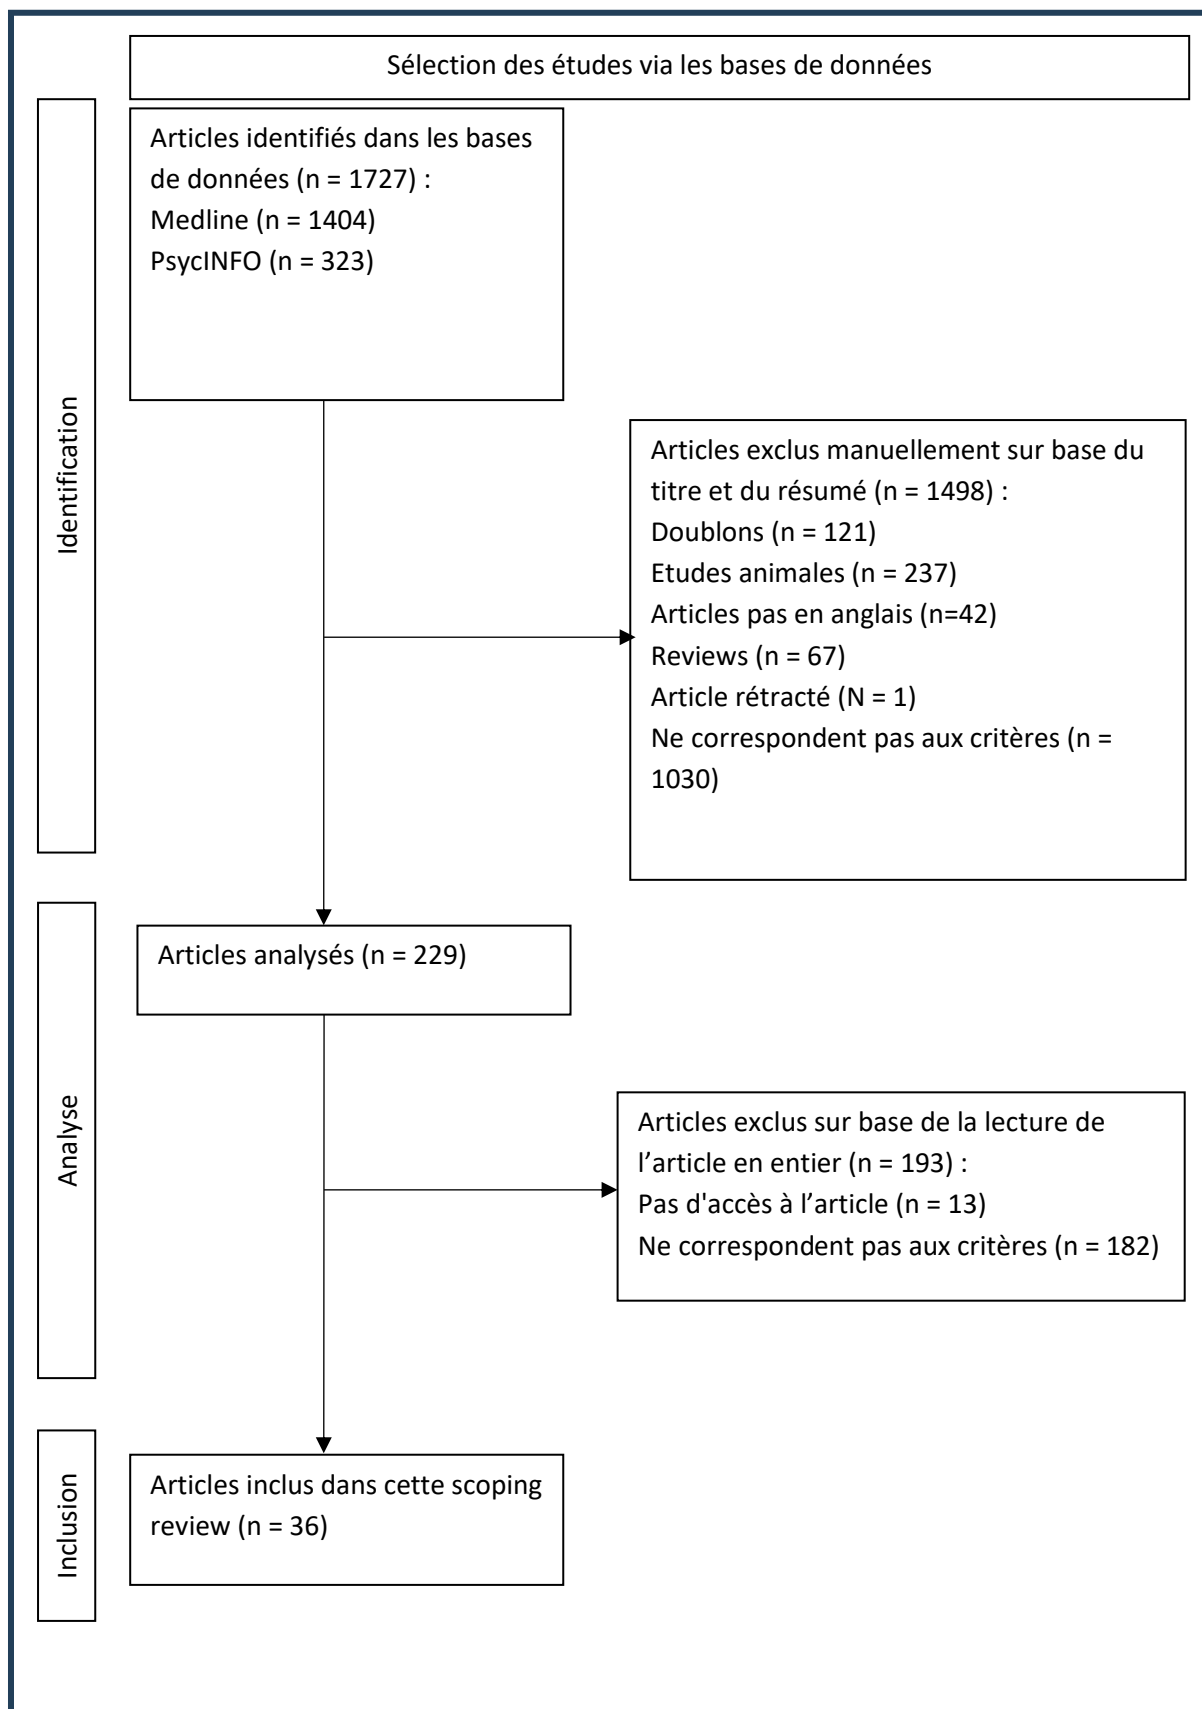 Sélection des études via les bases de données
Identification
Articles identifiés dans les bases
de données (n = 1727) :
Medline (n = 1404)
PsycINFO (n = 323)
Articles exclus manuellement sur base du
titre et du résumé (n = 1498) :
Doublons (n = 121)
Etudes animales (n = 237)
Articles pas en anglais (n=42)
Reviews (n = 67)
Article rétracté (N = 1)
Ne correspondent pas aux critères (n =
1030)
Analyse
Articles analysés (n = 229)
Articles exclus sur base de la lecture de
l’article en entier (n = 193) :
Pas d'accès à l’article (n = 13)
Ne correspondent pas aux critères (n = 182)
Inclusion
Articles inclus dans cette scoping
review (n = 36)